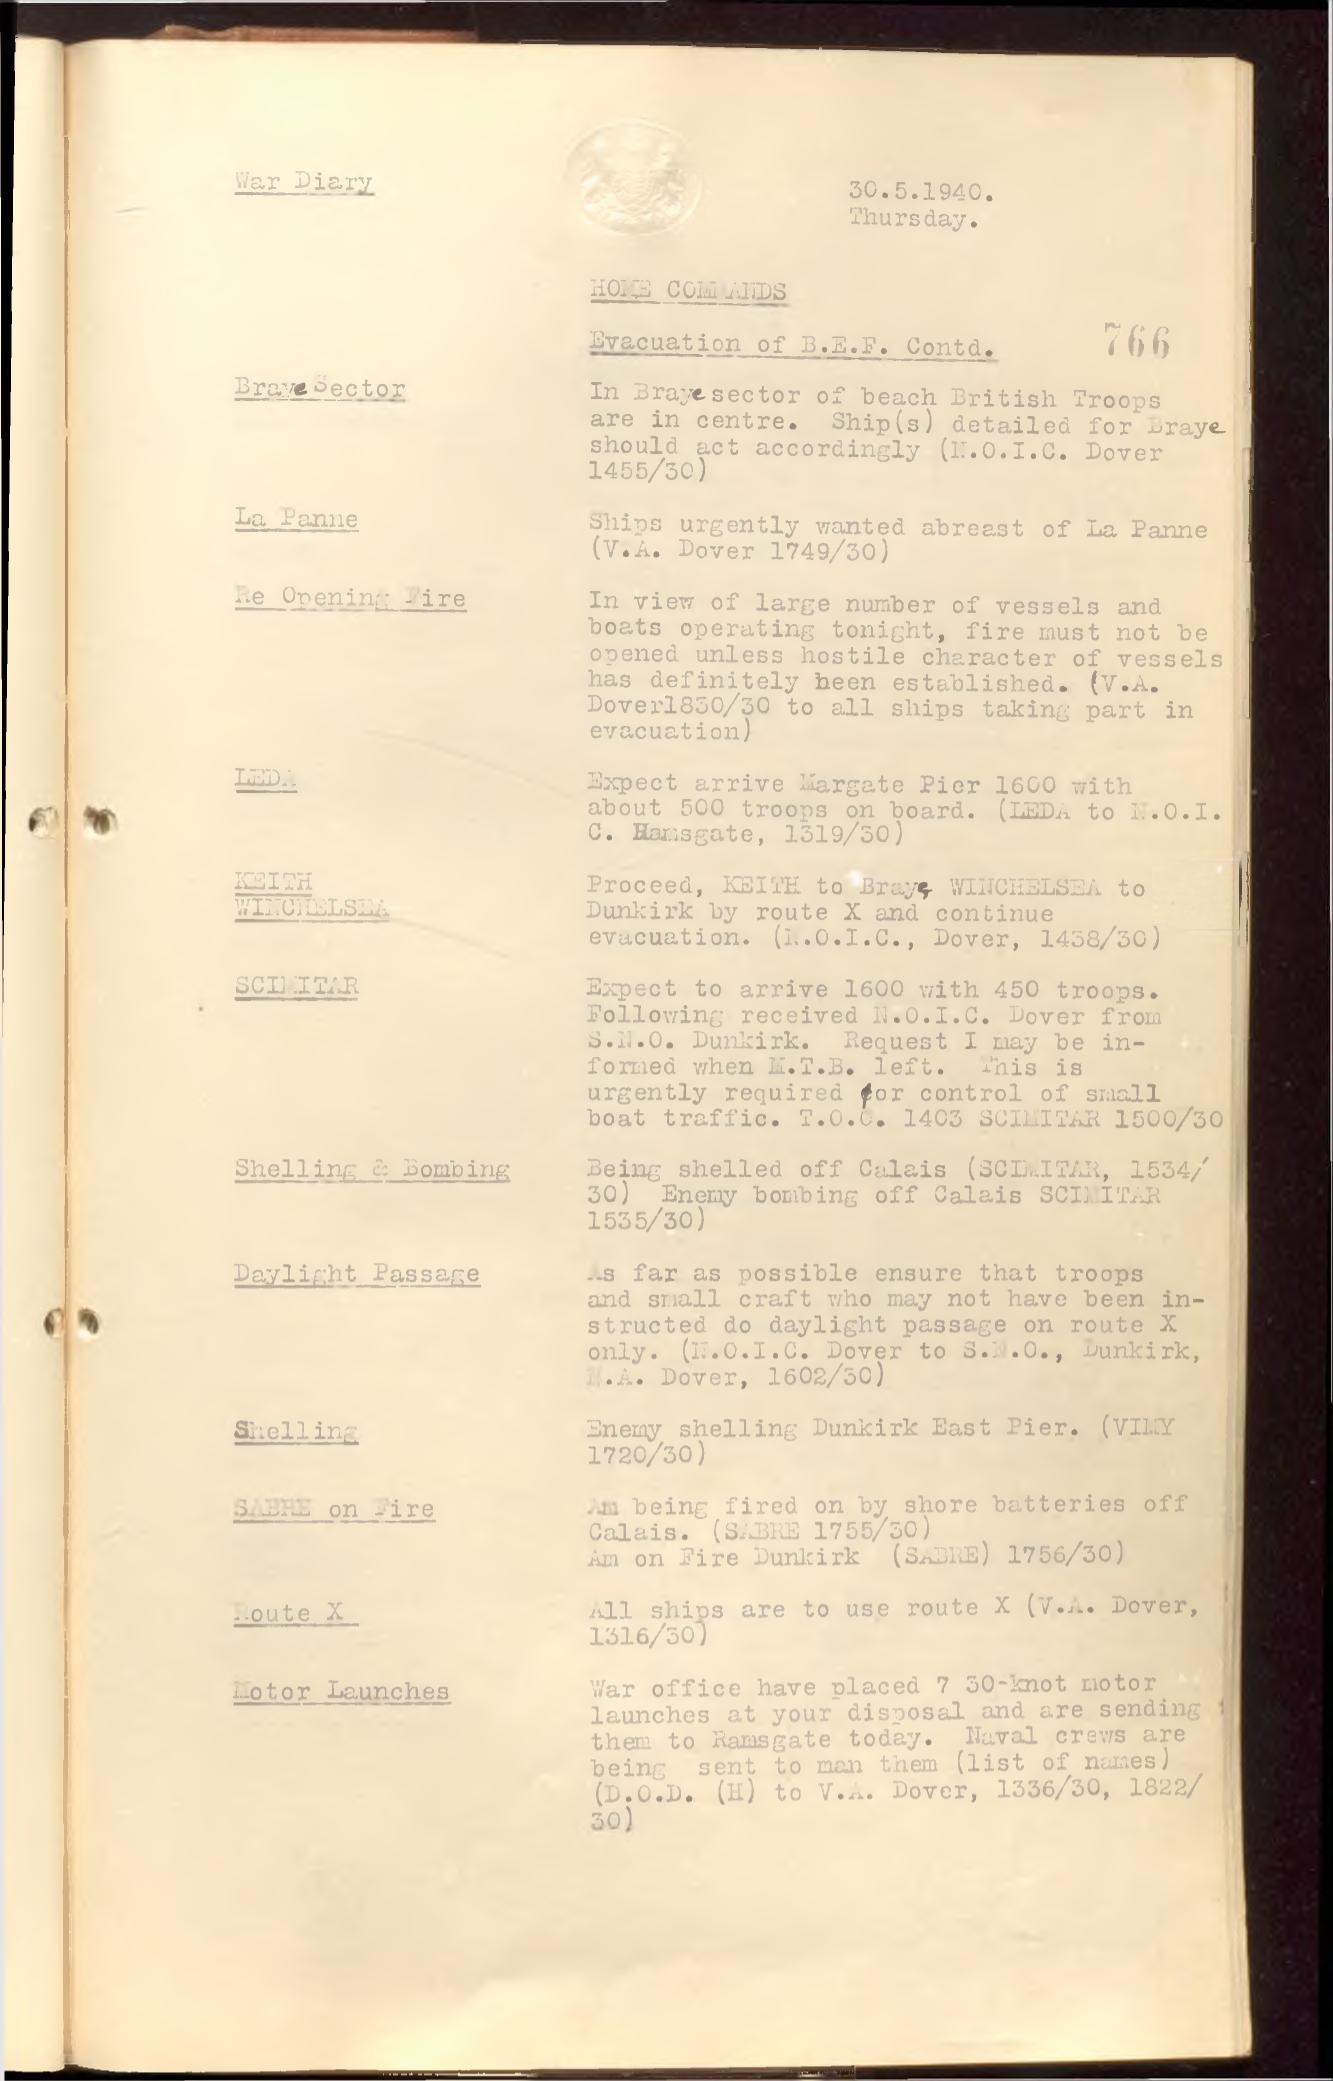 War Diary
30.5.1940.
Thursday.
HOME COMMANDS
Evacuation of B.E.F. Contd.
766
Braye Sector
In Braye sector of beach British Troops
are in centre. Ship(s) detailed for Braye
should act accordingly (N.O.I.C. Dover
1455/30)
La Panne
Ships urgently wanted abreast of La Panne
(V.A. Dover 1749/30)
Re Opening Fire
In view of large number of vessels and
boats operating tonight, fire must not be
opened unless hostile character of vessels
has definitely been established. (V.A.
Dover1830/30 to all ships taking part in
evacuation)
LEDA
Expect arrive Margate Pier 1600 with
about 500 troops on board. (LEDA to N.O.I.
C. Ramsgate, 1319/30)
KEITH
WINCHELSEA
Proceed, KEITH to Braye, WINCHELSEA to
Dunkirk by route X and continue
evacuation. (N.O.I.C., Dover, 1438/30)
SCIMITAR
Expect to arrive 1600 with 450 troops.
Following received N.O.I.C. Dover from
S.N.O. Dunkirk. Request I may be in-
formed when M.T.B. left. This is
urgently required for control of small
boat traffic. T.O.O. 1403 SCIMITAR 1500/30
Shelling & Bombing
Being shelled off Calais (SCIMITAR, 1534/
30) Enemy bombing off Calais SCIMITAR
1535/30)
Daylight Passage
As far as possible ensure that troops
and small craft who may not have been in-
structed do daylight passage on route X
only. (N.O.I.C. Dover to S.N.O., Dunkirk,
.A. Dover, 1602/30)
Shelling
Enemy shelling Dunkirk East Pier. (VIMY
1720/30)
SABRE on Fire
Am being fired on by shore batteries off
Calais. (SABRE 1755/30)
Am on Fire Dunkirk (SABRE) 1756/30)
Route X
All ships are to use route X (V.A. Dover,
1316/30)
Motor Launches
War office have placed 7 30-knot motor
launches at your disposal and are sending
them to Ramsgate today. Naval crews are
being sent to man them (list of names)
(D.O.D. (H) to V.A. Dover, 1336/30, 1822/
30)